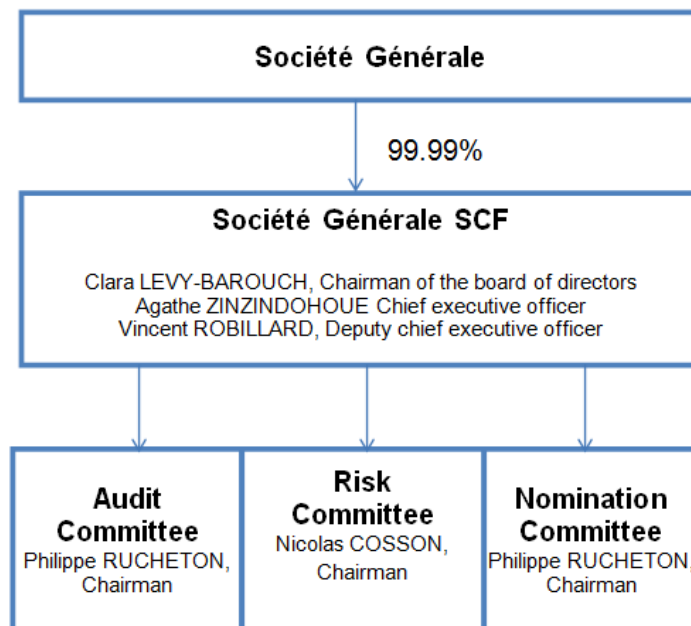 Société Générale
99.99%
Société Générale SCF
Clara LEVY-BAROUCH, Chairman of the board of directors
Agathe ZINZINDOHOUE Chief executive officer
Vincent ROBILLARD, Deputy chief executive officer
Audit
Committee
Philippe RUCHETON,
Chairman
Risk
Committee
Nicolas COSSON,
Chairman
Nomination
Committee
Philippe RUCHETON,
Chairman